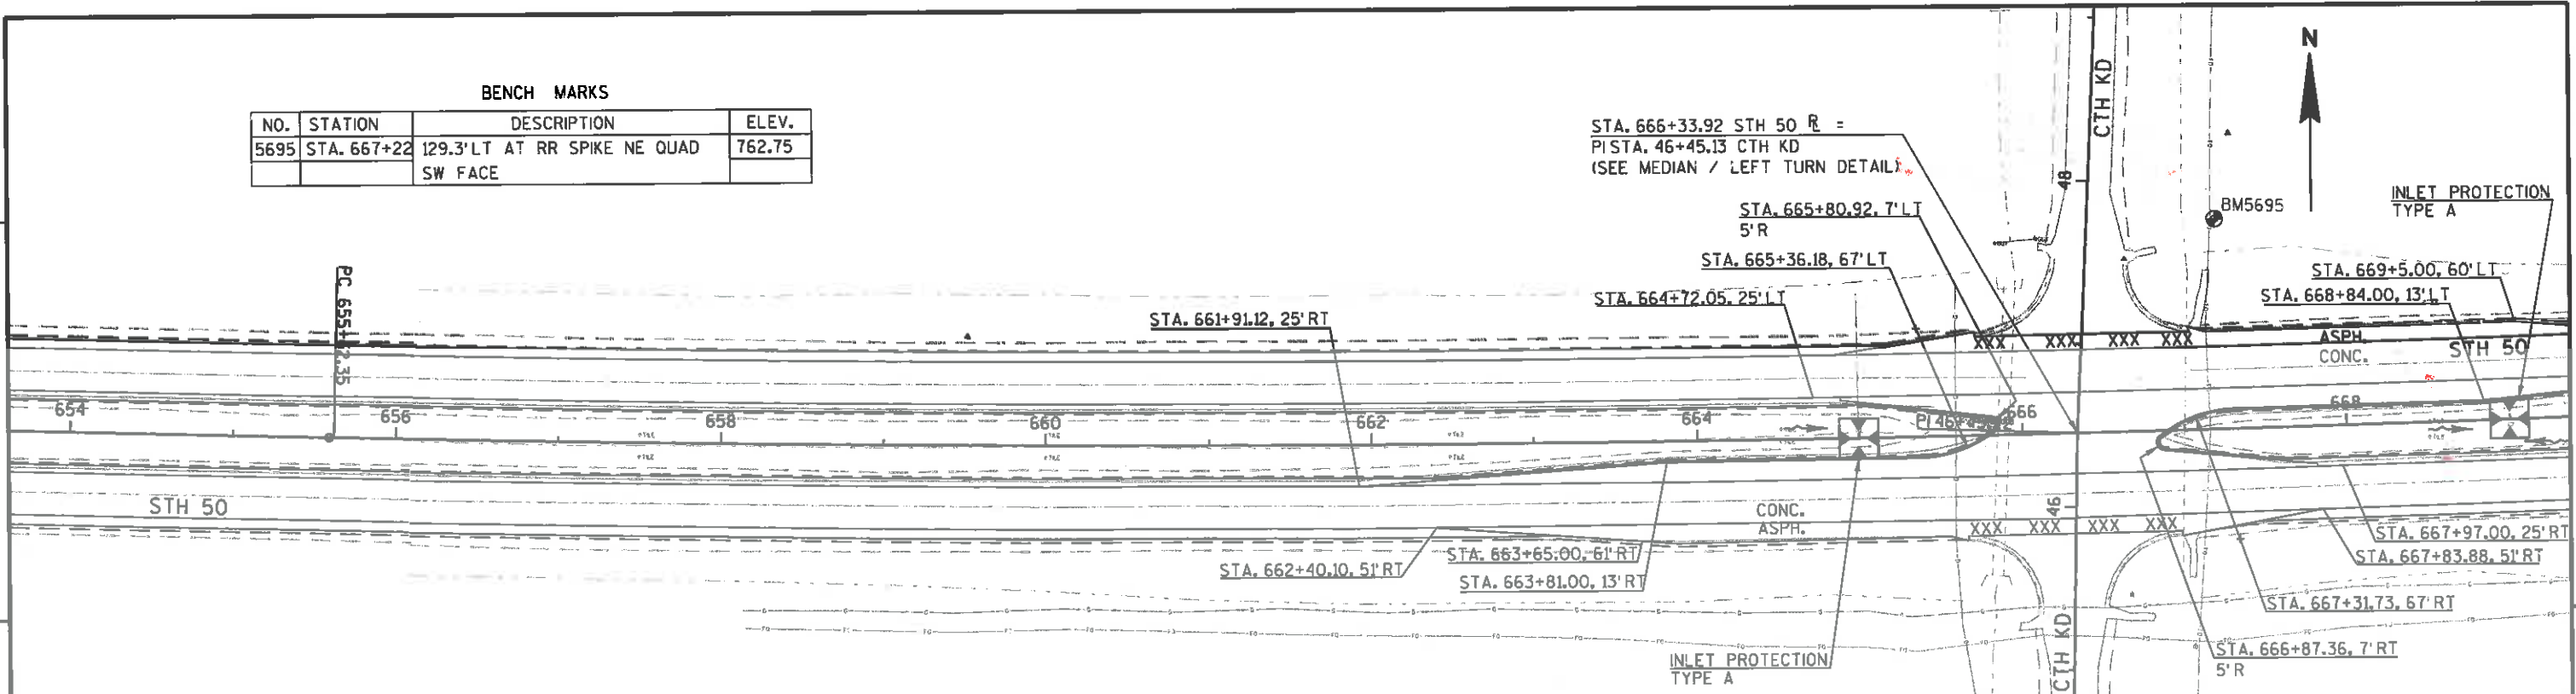 N
BENCH MARKS
NO. STATION DESCRIPTION ELEV.
5695 STA. 667+22 129.3' LT AT RR SPIKE NE QUAD 762.75
SW FACE
STA. 666+33.92 STH 50 RL =
PI STA. 46+45.13 CTH KD
(SEE MEDIAN / LEFT TURN DETAIL)
CTH KD
48
STA. 665+80.92, 7' LT
5' R
BM5695
INLET PROTECTION
TYPE A
STA. 665+36.18, 67' LT
STA. 669+5.00, 60' LT
STA. 664+72.05, 25' LT
STA. 668+84.00, 13' LT
STA. 661+91.12, 25' RT
PC 655+
XXX XXX XXX XXX
ASPH.
CONC.
STH 50
654
656
658
660
662
664
666
668
STH 50
46
CONC.
ASPH.
XXX XXX XXX XXX
STA. 667+97.00, 25' RT
STA. 663+65.00, 61' RT
STA. 667+83.88, 51' RT
STA. 662+40.10, 51' RT
STA. 663+81.00, 13' RT
STA. 667+31.73, 67' RT
CTH KD
STA. 666+87.36, 7' RT
5' R
INLET PROTECTION
TYPE A